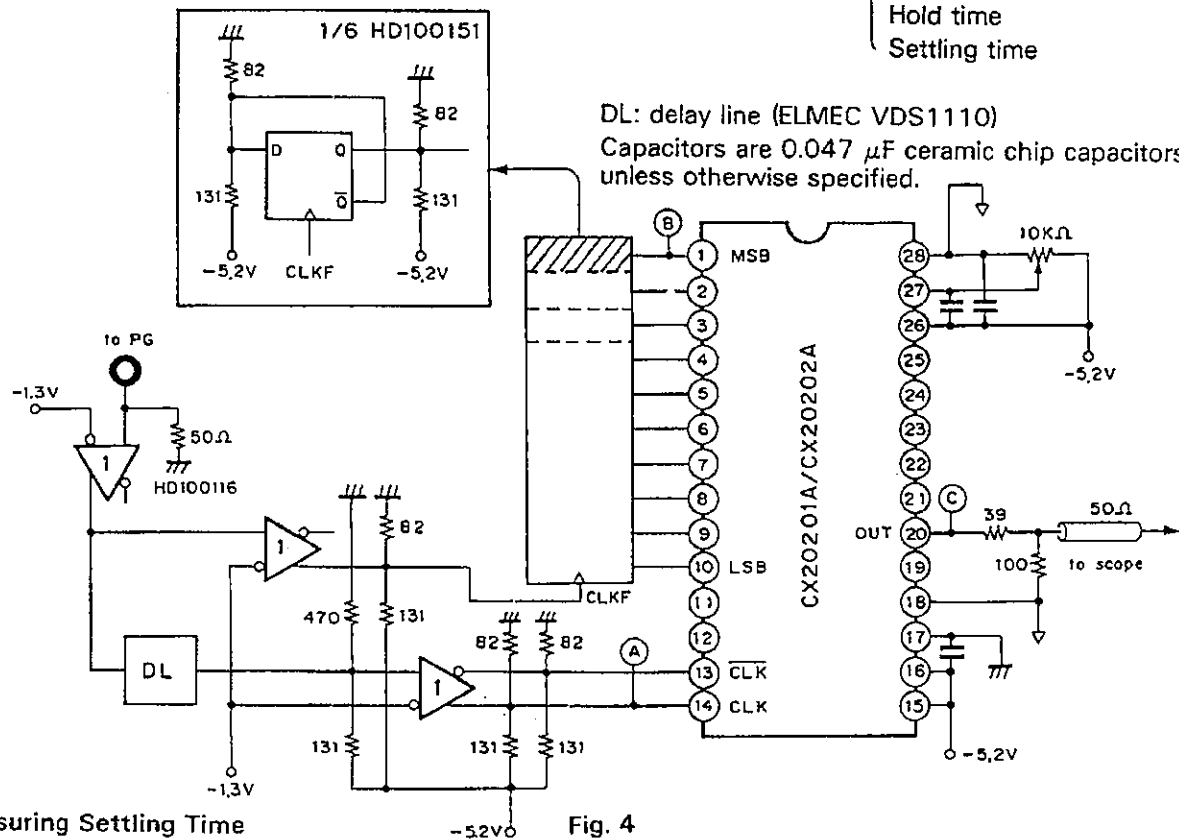 Hold time
Settling time
DL: delay line (ELMEC VDS1110)
Capacitors are 0.047 μF ceramic chip capacitors
unless otherwise specified.
1/6 HD100151
82
82
D
Q
Q̅
131
131
-5.2V
CLKF
-5.2V
B
1
MSB
2
3
4
5
6
7
8
9
10
LSB
11
12
13
C̅L̅K̅
14
CLK
CX20201A/CX20202A
28
27
26
25
24
23
22
21
OUT
20
19
18
17
16
15
10KΩ
-5.2V
C
39
50Ω
100
to scope
-5.2V
to PG
-1.3V
50Ω
1
HD100116
1
82
470
131
CLKF
82
82
A
DL
1
131
131
131
-1.3V
-5.2V
suring Settling Time
Fig. 4